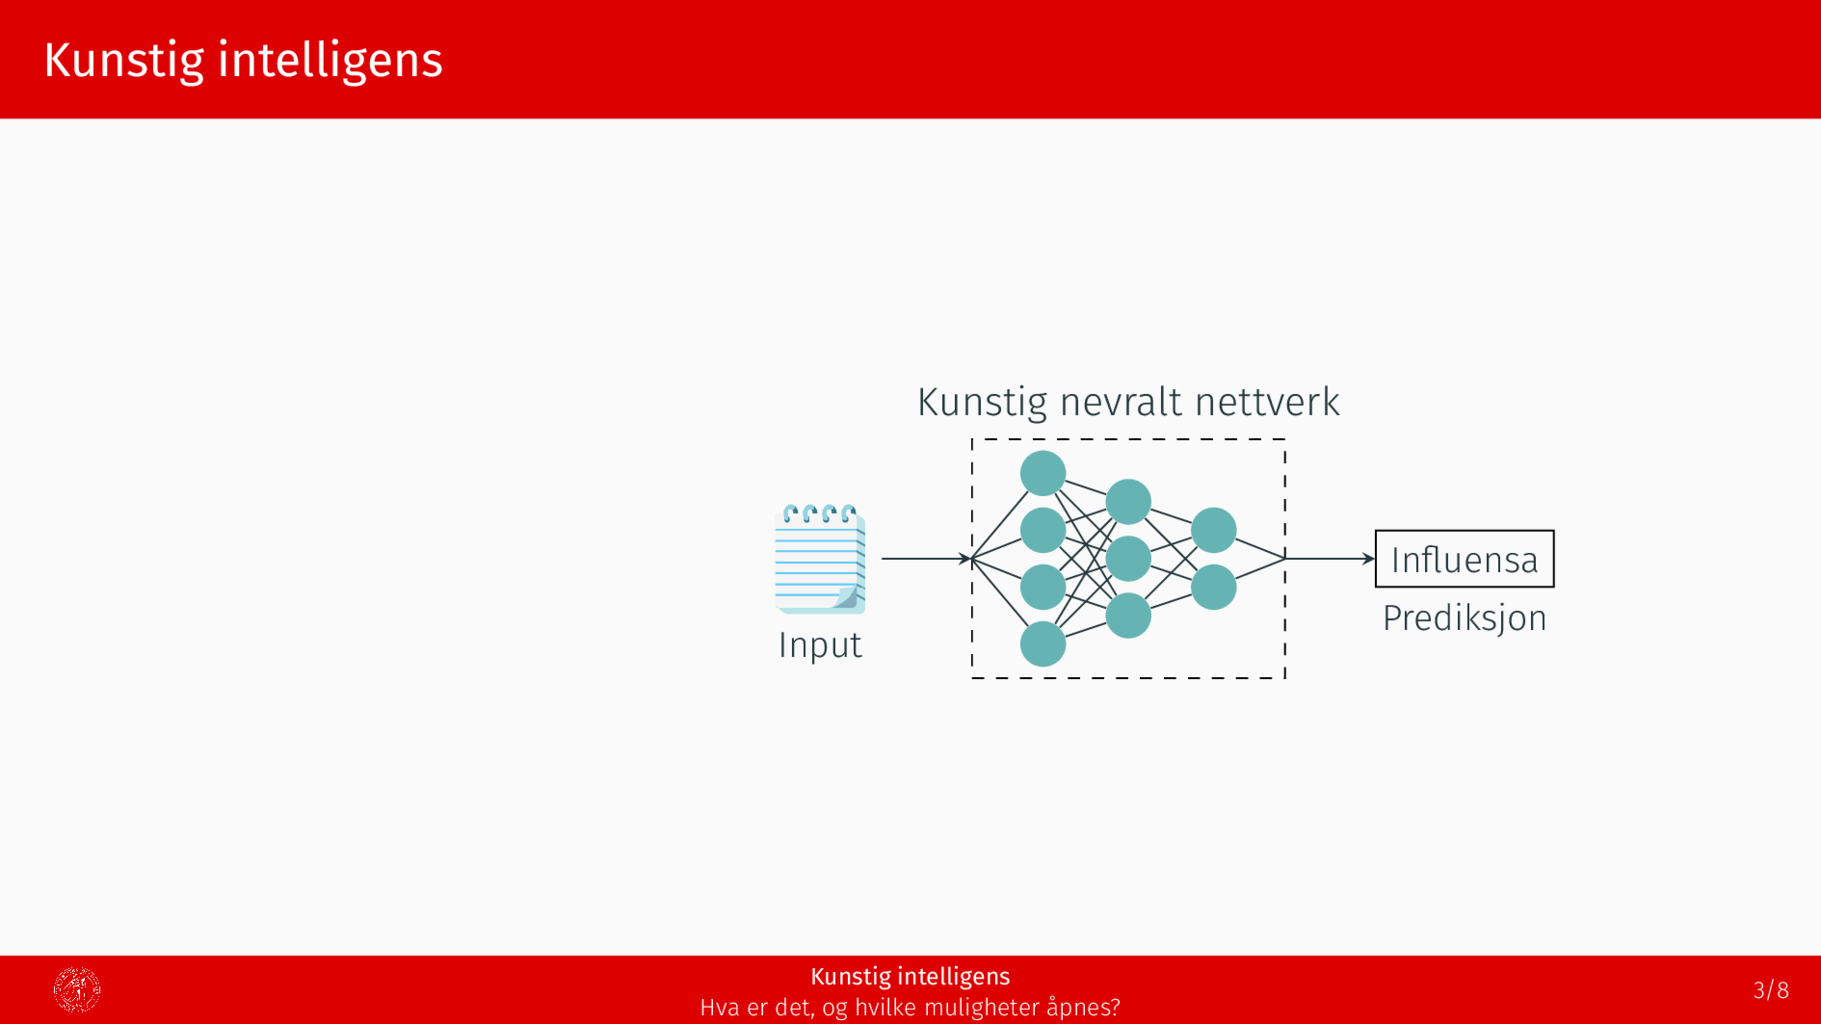 Kunstig intelligens
Kunstig nevralt nettverk
Input
Influensa
Prediksjon
Kunstig intelligens
Hva er det, og hvilke muligheter åpnes?
3/8